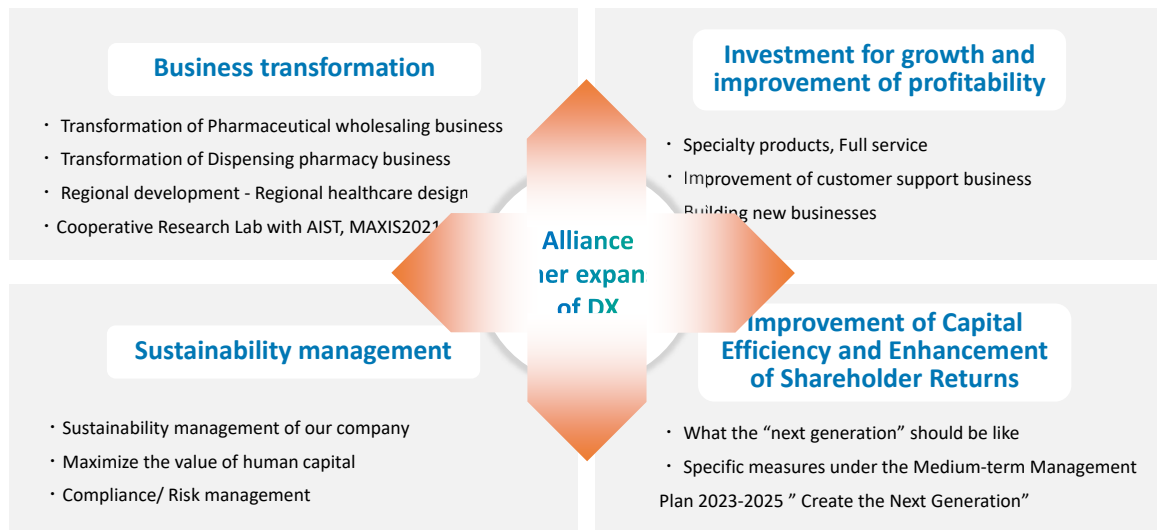 Business transformation
・ Transformation of Pharmaceutical wholesaling business
・ Transformation of Dispensing pharmacy business
・ Regional development - Regional healthcare design
・ Cooperative Research Lab with AIST, MAXIS2021
Investment for growth and
improvement of profitability
・ Specialty products, Full service
・ Improvement of customer support business
・ Building new businesses
Alliance
expan
of DX
Sustainability management
・ Sustainability management of our company
・ Maximize the value of human capital
・ Compliance/ Risk management
Improvement of Capital
Efficiency and Enhancement
of Shareholder Returns
・ What the “next generation” should be like
・ Specific measures under the Medium-term Management
Plan 2023-2025 ” Create the Next Generation”